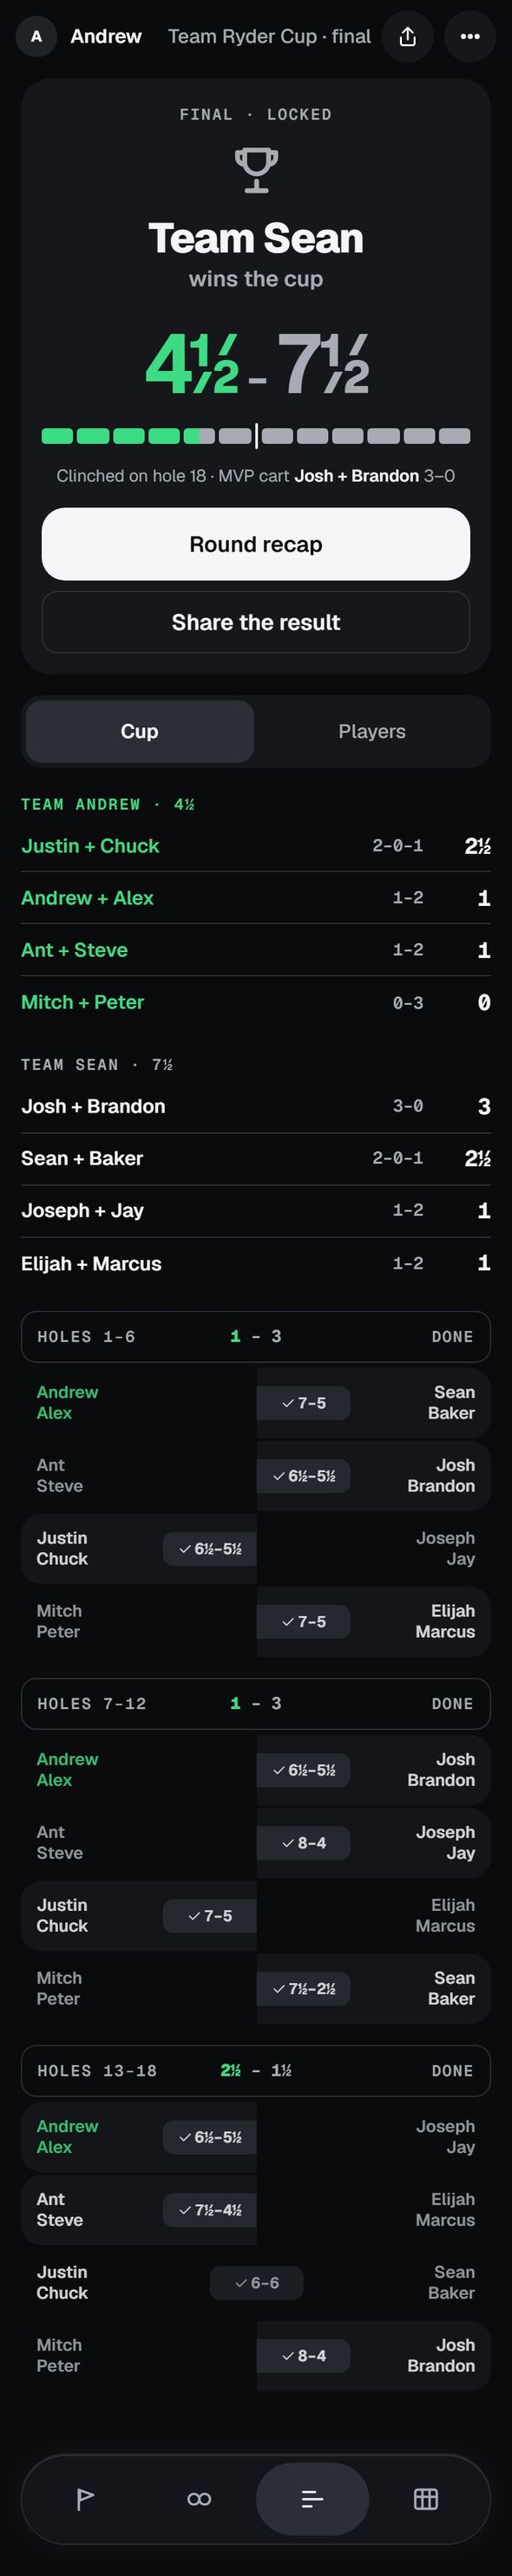 A Andrew Team Ryder Cup · final
FINAL · LOCKED
Team Sean
wins the cup
4½ - 7½
Clinched on hole 18 · MVP cart Josh + Brandon 3–0
Round recap
Share the result
Cup Players
TEAM ANDREW · 4½
Justin + Chuck 2-0-1 2½
Andrew + Alex 1-2 1
Ant + Steve 1-2 1
Mitch + Peter 0-3 0
TEAM SEAN · 7½
Josh + Brandon 3-0 3
Sean + Baker 2-0-1 2½
Joseph + Jay 1-2 1
Elijah + Marcus 1-2 1
HOLES 1-6 1 - 3 DONE
Andrew Sean
Alex ✓ 7–5 Baker
Ant Josh
Steve ✓ 6½–5½ Brandon
Justin Joseph
Chuck ✓ 6½–5½ Jay
Mitch Elijah
Peter ✓ 7–5 Marcus
HOLES 7-12 1 - 3 DONE
Andrew Josh
Alex ✓ 6½–5½ Brandon
Ant Joseph
Steve ✓ 8–4 Jay
Justin Elijah
Chuck ✓ 7–5 Marcus
Mitch Sean
Peter ✓ 7½–2½ Baker
HOLES 13-18 2½ - 1½ DONE
Andrew Joseph
Alex ✓ 6½–5½ Jay
Ant Elijah
Steve ✓ 7½–4½ Marcus
Justin Sean
Chuck ✓ 6–6 Baker
Mitch Josh
Peter ✓ 8–4 Brandon